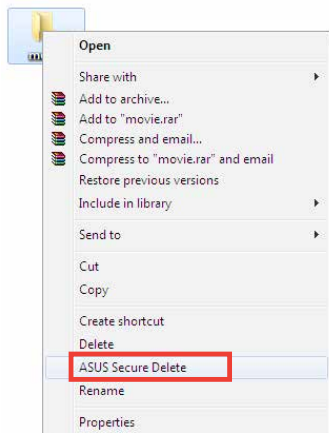 Open
Share with
Add to archive...
Add to "movie.rar"
Compress and email...
Compress to "movie.rar" and email
Restore previous versions
Include in library
Send to
Cut
Copy
Create shortcut
Delete
ASUS Secure Delete
Rename
Properties